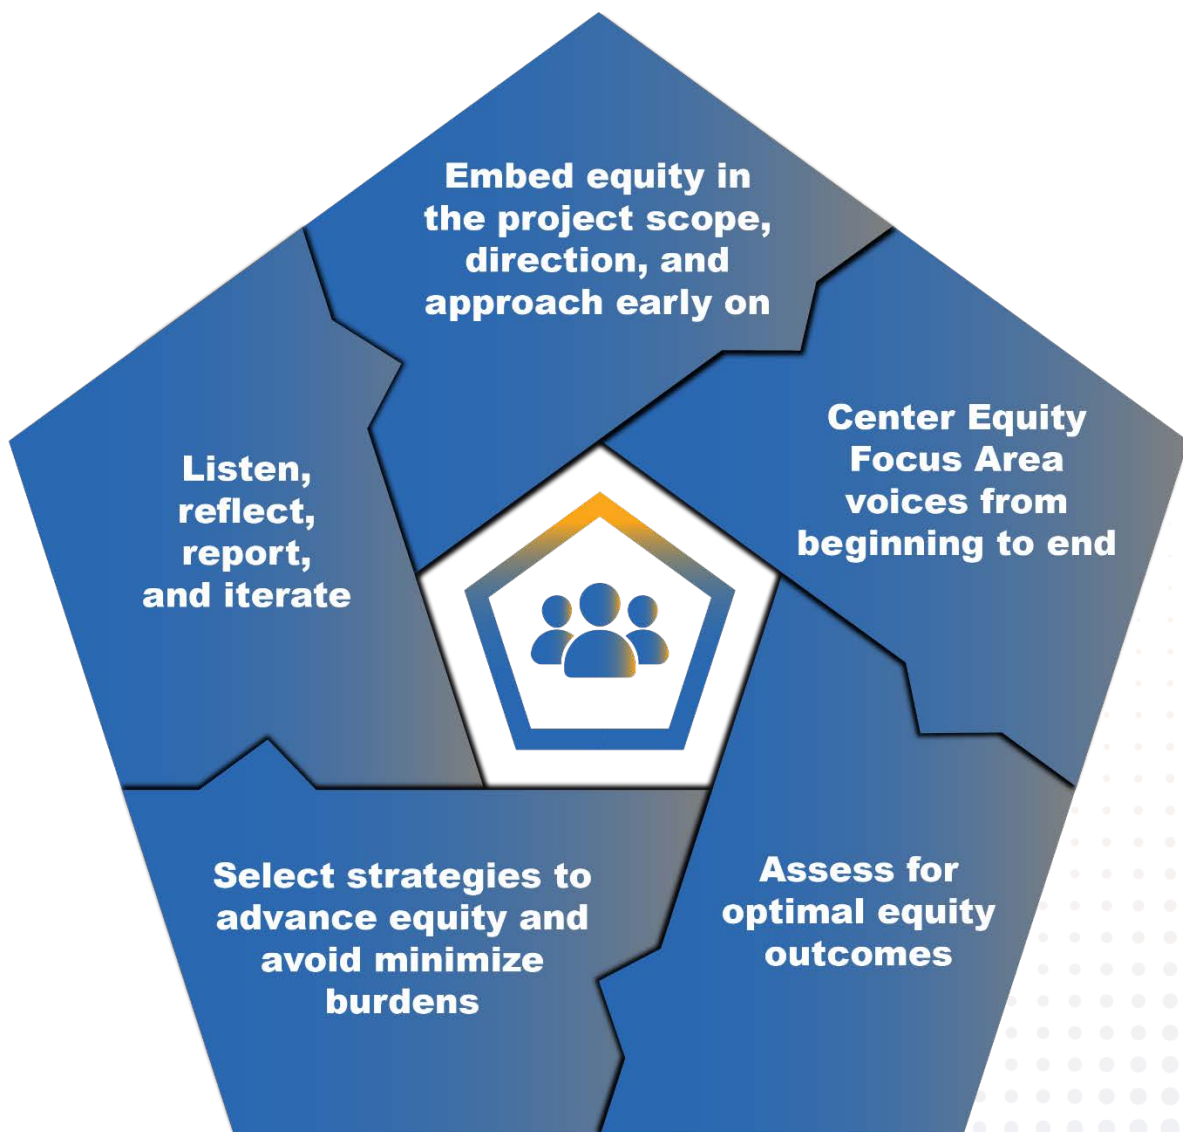 Embed equity in
the project scope,
direction, and
approach early on
Center Equity
Focus Area
voices from
beginning to end
Assess for
optimal equity
outcomes
Select strategies to
advance equity and
avoid minimize
burdens
Listen,
reflect,
report,
and iterate